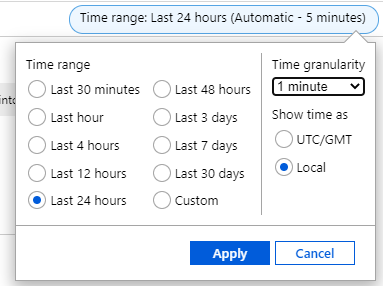 Time range: Last 24 hours (Automatic - 5 minutes)
Time range
Last 30 minutes
Last hour
Last 4 hours
Last 12 hours
Last 24 hours
Last 48 hours
Last 3 days
Last 7 days
Last 30 days
Custom
Time granularity
1 minute
Show time as
UTC/GMT
Local
Apply
Cancel